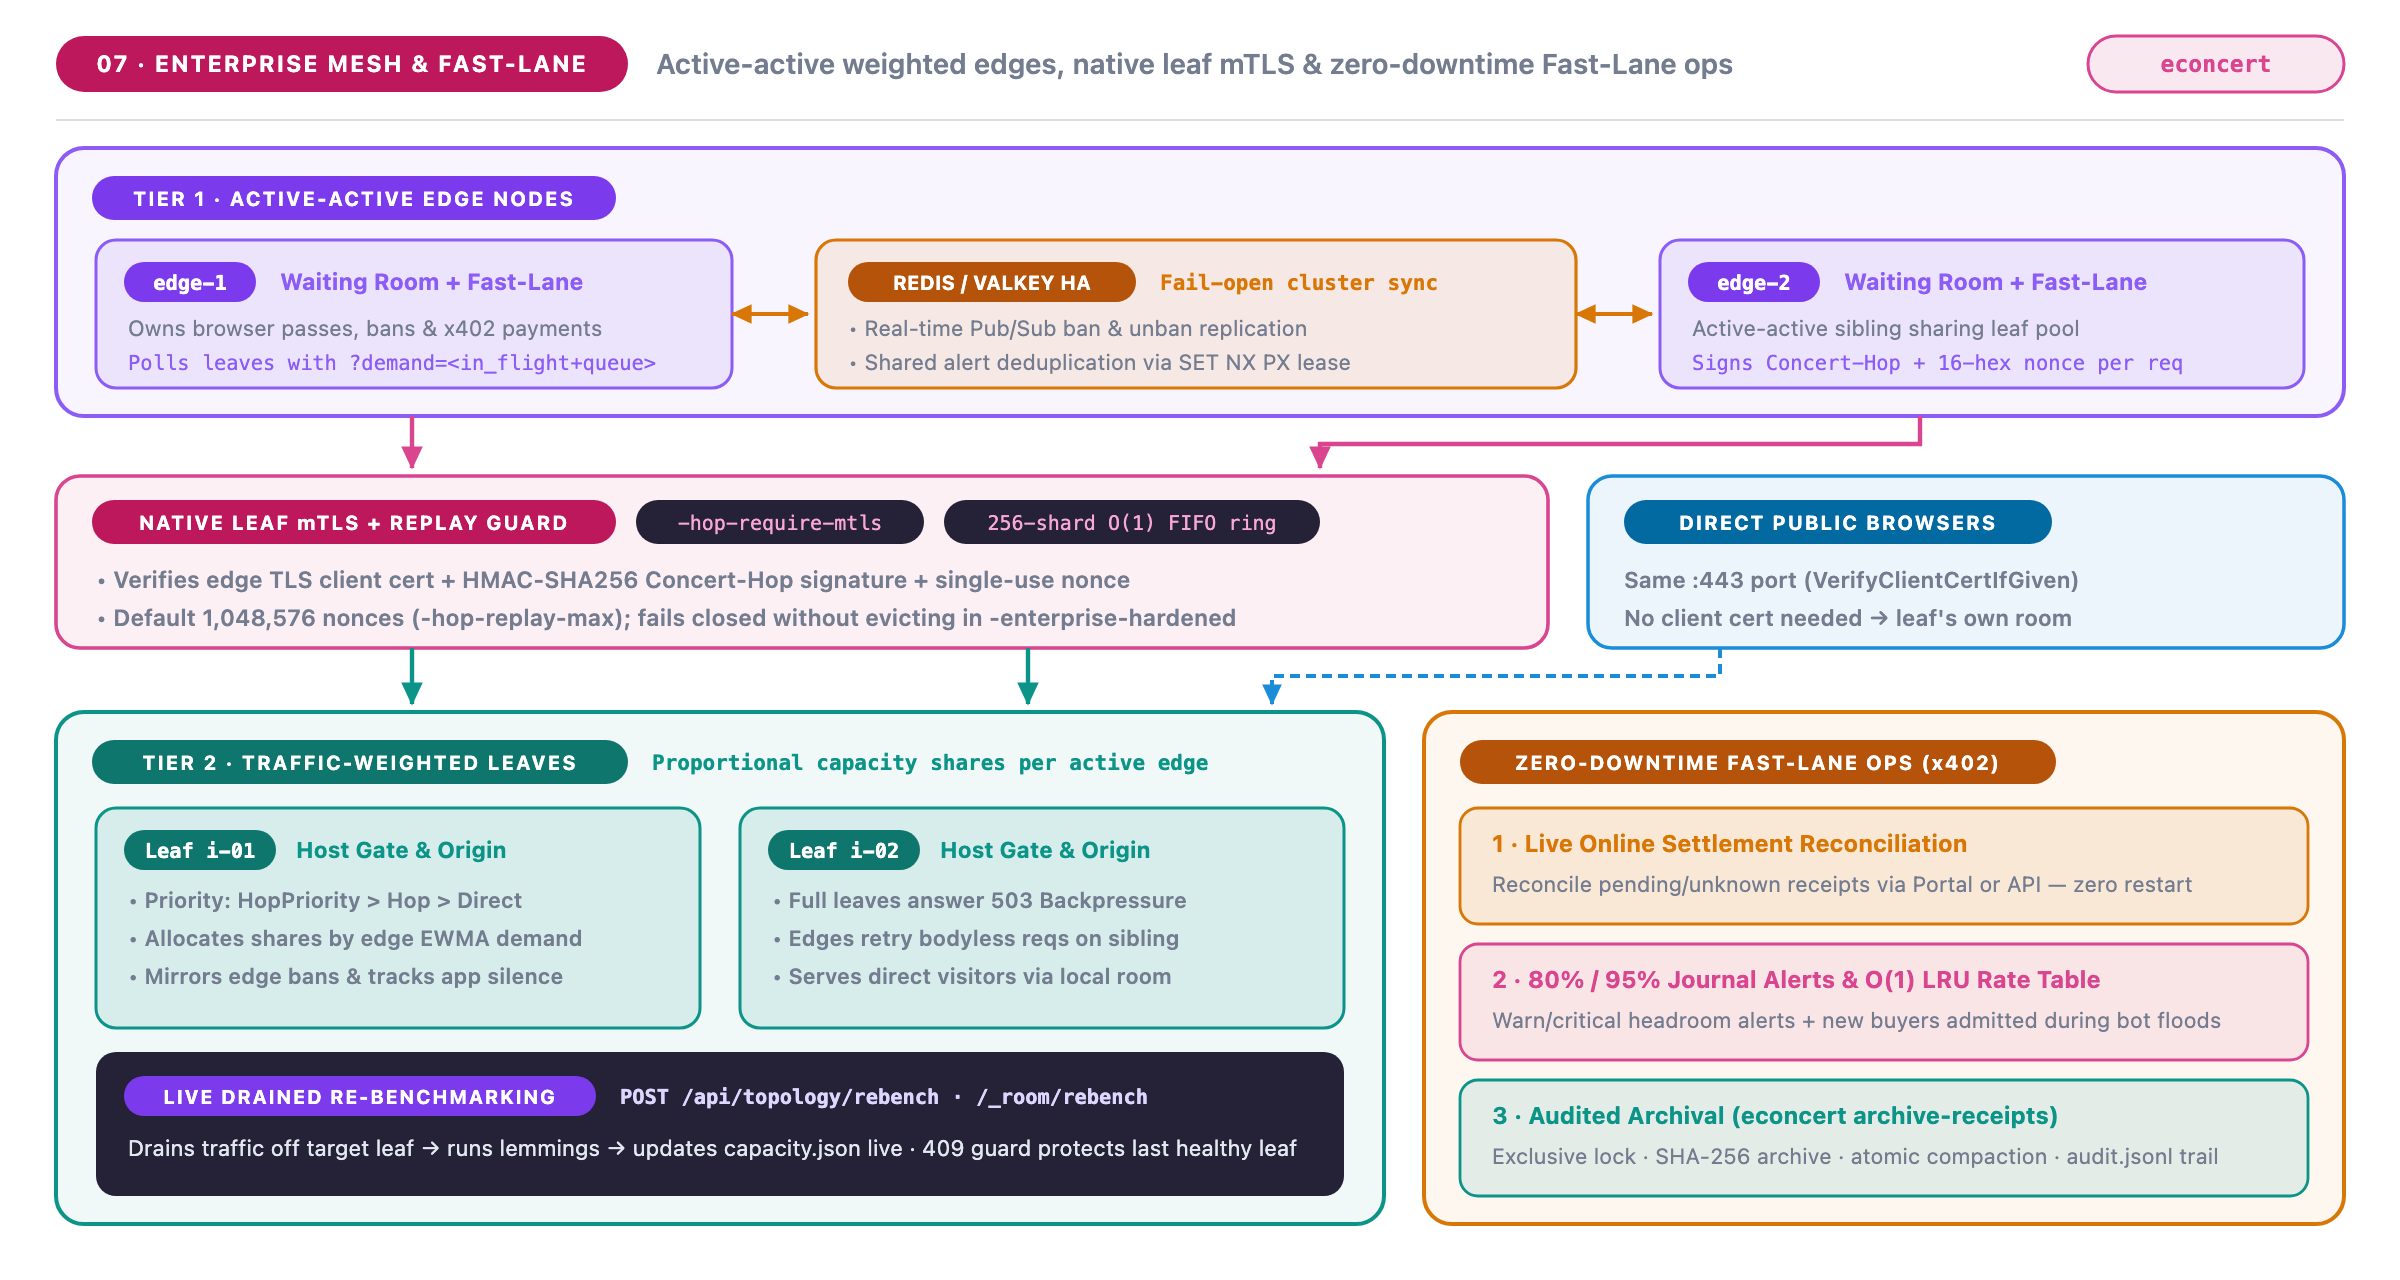 07 · ENTERPRISE MESH & FAST-LANE
Active-active weighted edges, native leaf mTLS & zero-downtime Fast-Lane ops
econcert
TIER 1 · ACTIVE-ACTIVE EDGE NODES
edge-1
Waiting Room + Fast-Lane
Owns browser passes, bans & x402 payments
Polls leaves with ?demand=<in_flight+queue>
REDIS / VALKEY HA
Fail-open cluster sync
• Real-time Pub/Sub ban & unban replication
• Shared alert deduplication via SET NX PX lease
edge-2
Waiting Room + Fast-Lane
Active-active sibling sharing leaf pool
Signs Concert-Hop + 16-hex nonce per req
NATIVE LEAF mTLS + REPLAY GUARD
-hop-require-mtls
256-shard O(1) FIFO ring
• Verifies edge TLS client cert + HMAC-SHA256 Concert-Hop signature + single-use nonce
• Default 1,048,576 nonces (-hop-replay-max); fails closed without evicting in -enterprise-hardened
DIRECT PUBLIC BROWSERS
Same :443 port (VerifyClientCertIfGiven)
No client cert needed → leaf's own room
TIER 2 · TRAFFIC-WEIGHTED LEAVES
Proportional capacity shares per active edge
Leaf i-01
Host Gate & Origin
• Priority: HopPriority > Hop > Direct
• Allocates shares by edge EWMA demand
• Mirrors edge bans & tracks app silence
Leaf i-02
Host Gate & Origin
• Full leaves answer 503 Backpressure
• Edges retry bodyless reqs on sibling
• Serves direct visitors via local room
LIVE DRAINED RE-BENCHMARKING
POST /api/topology/rebench · /_room/rebench
Drains traffic off target leaf → runs lemmings → updates capacity.json live · 409 guard protects last healthy leaf
ZERO-DOWNTIME FAST-LANE OPS (x402)
1 · Live Online Settlement Reconciliation
Reconcile pending/unknown receipts via Portal or API — zero restart
2 · 80% / 95% Journal Alerts & O(1) LRU Rate Table
Warn/critical headroom alerts + new buyers admitted during bot floods
3 · Audited Archival (econcert archive-receipts)
Exclusive lock · SHA-256 archive · atomic compaction · audit.jsonl trail